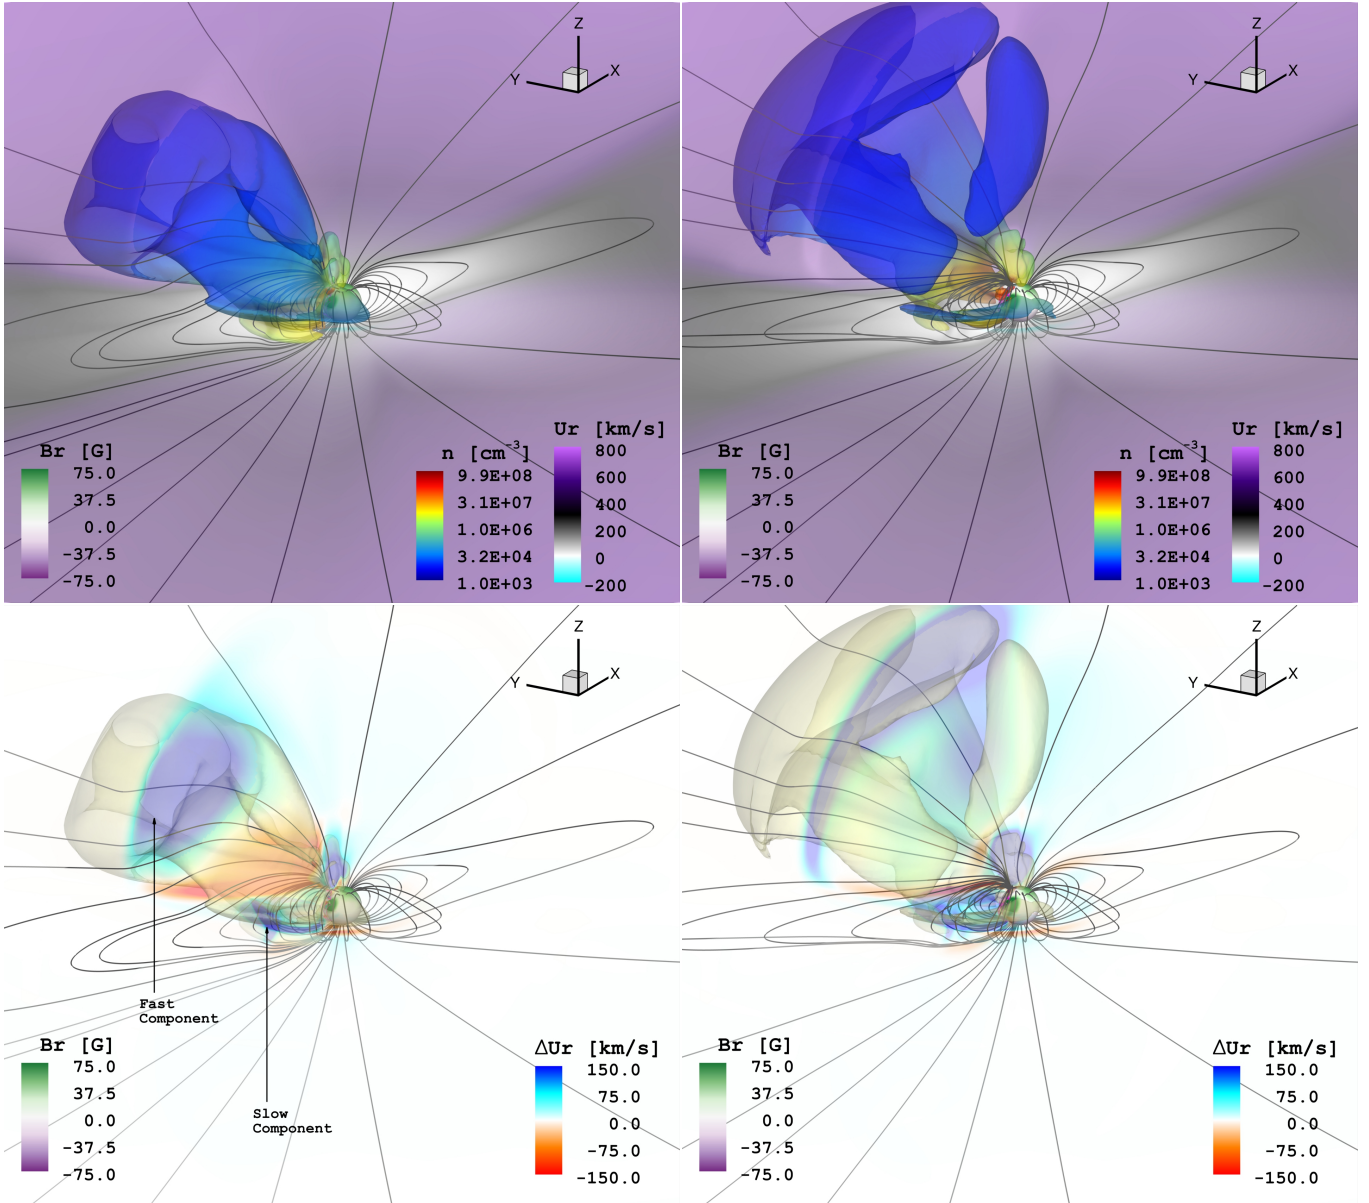 Z
Y
X
Br [G]
75.0
37.5
0.0
-37.5
-75.0
n [cm⁻³]
9.9E+08
3.1E+07
1.0E+06
3.2E+04
1.0E+03
Ur [km/s]
800
600
400
200
0
-200
Z
Y
X
Br [G]
75.0
37.5
0.0
-37.5
-75.0
n [cm⁻³]
9.9E+08
3.1E+07
1.0E+06
3.2E+04
1.0E+03
Ur [km/s]
800
600
400
200
0
-200
Z
Y
X
Fast
Component
Slow
Component
Br [G]
75.0
37.5
0.0
-37.5
-75.0
ΔUr [km/s]
150.0
75.0
0.0
-75.0
-150.0
Z
Y
X
Br [G]
75.0
37.5
0.0
-37.5
-75.0
ΔUr [km/s]
150.0
75.0
0.0
-75.0
-150.0